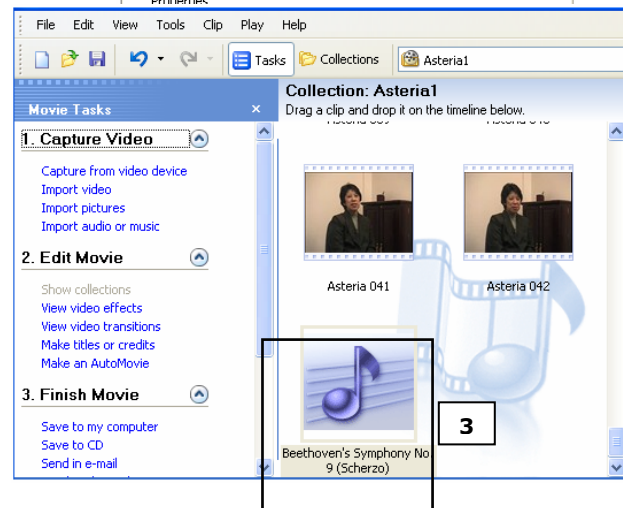 Properties
File Edit View Tools Clip Play Help
Tasks Collections Asteria1
Movie Tasks ×
Collection: Asteria1
Drag a clip and drop it on the timeline below.
1. Capture Video
Capture from video device
Import video
Import pictures
Import audio or music
2. Edit Movie
Show collections
View video effects
View video transitions
Make titles or credits
Make an AutoMovie
3. Finish Movie
Save to my computer
Save to CD
Send in e-mail
Asteria 041
Asteria 042
Beethoven's Symphony No
9 (Scherzo)
3